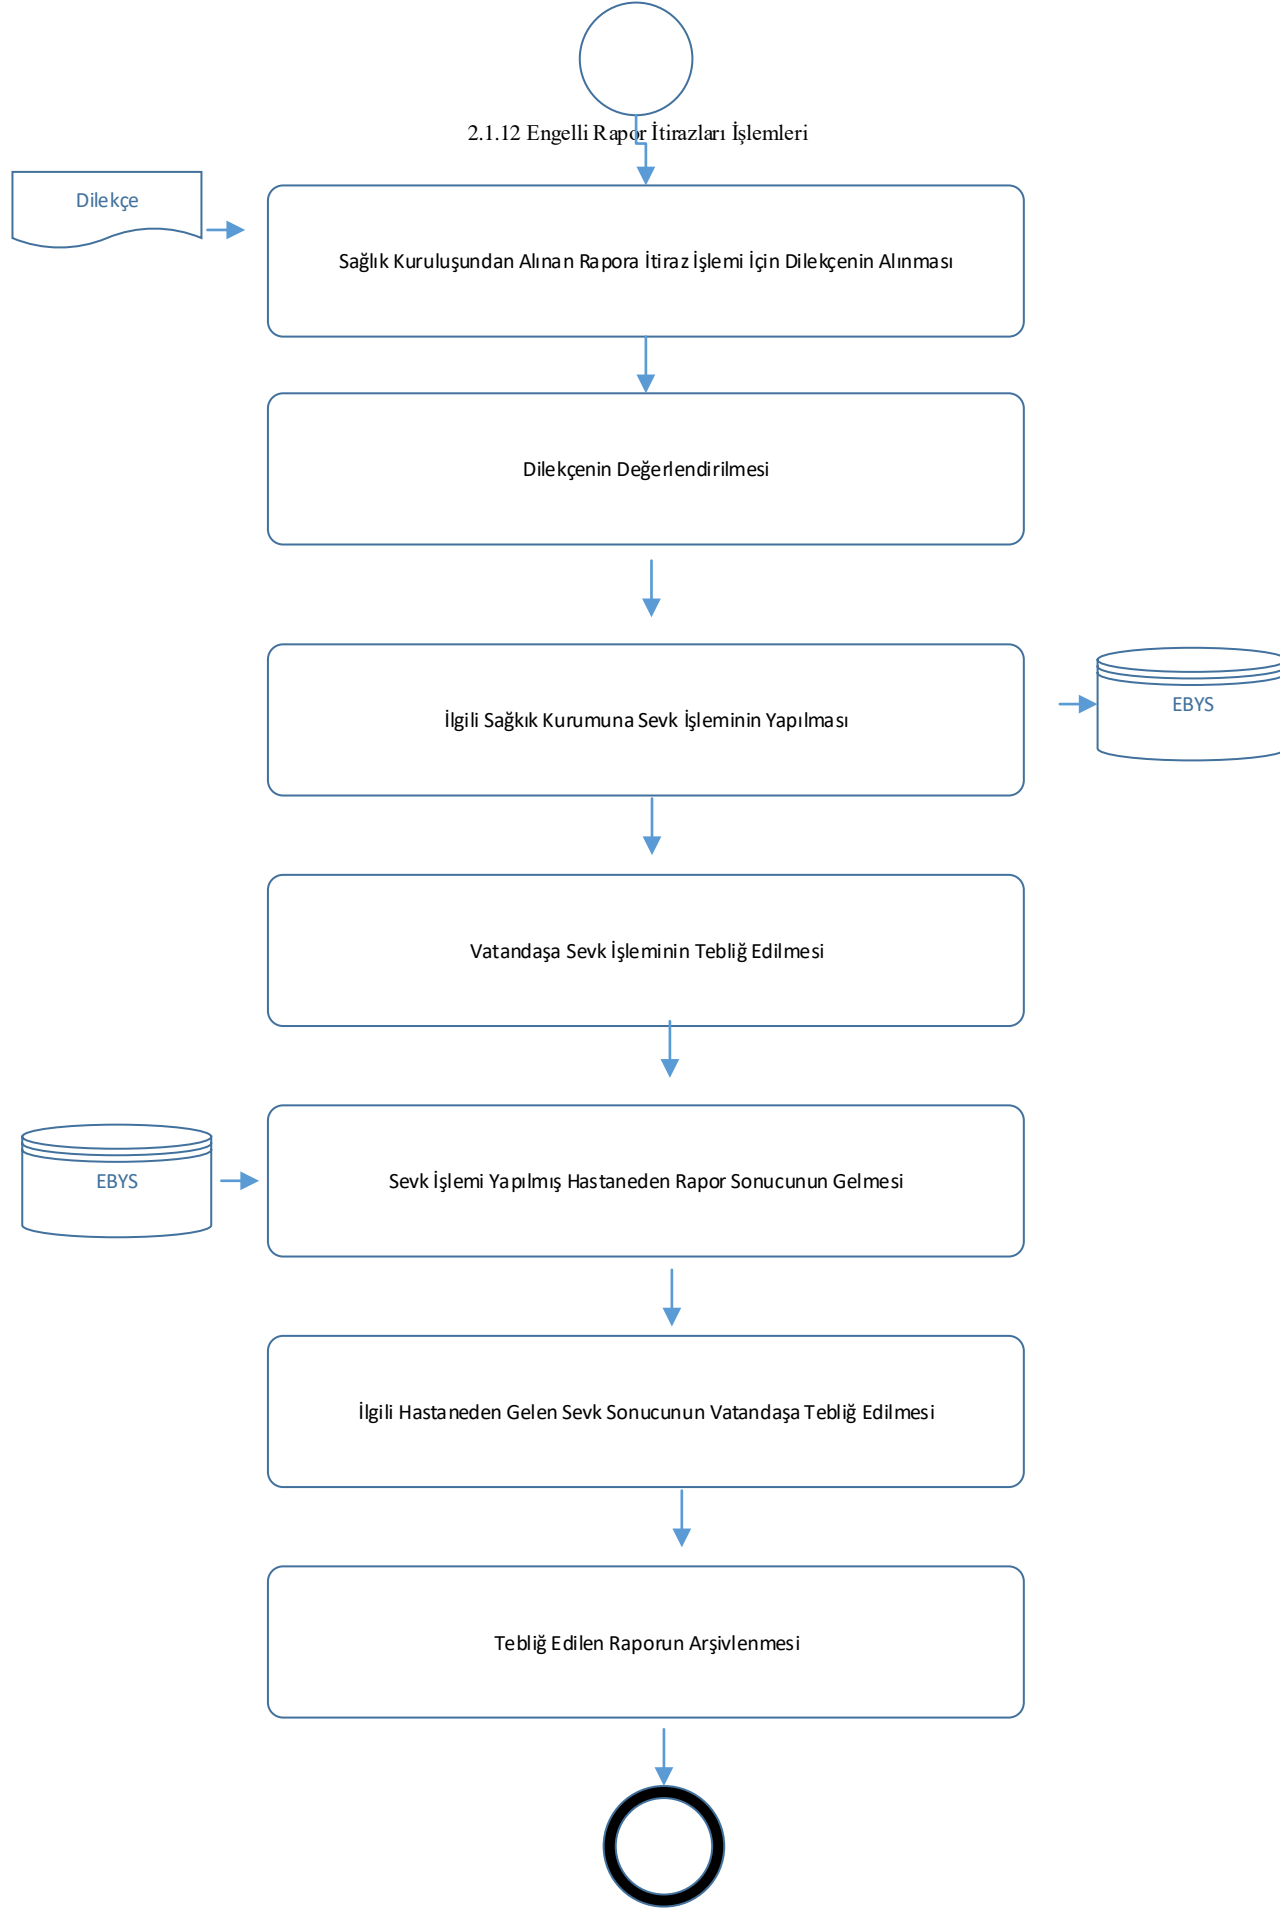 2.1.12 Engelli Rapor İtirazları İşlemleri
Dilekçe
Sağlık Kuruluşundan Alınan Rapora İtiraz İşlemi İçin Dilekçenin Alınması
Dilekçenin Değerlendirilmesi
İlgili Sağkık Kurumuna Sevk İşleminin Yapılması
EBYS
Vatandaşa Sevk İşleminin Tebliğ Edilmesi
EBYS
Sevk İşlemi Yapılmış Hastaneden Rapor Sonucunun Gelmesi
İlgili Hastaneden Gelen Sevk Sonucunun Vatandaşa Tebliğ Edilmesi
Tebliğ Edilen Raporun Arşivlenmesi